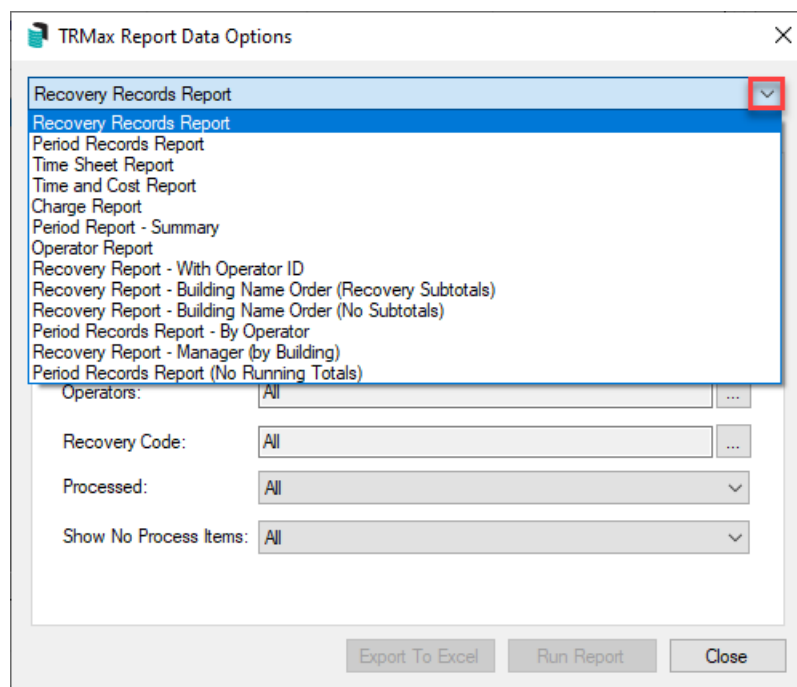 TRMax Report Data Options
Recovery Records Report
Recovery Records Report
Period Records Report
Time Sheet Report
Time and Cost Report
Charge Report
Period Report - Summary
Operator Report
Recovery Report - With Operator ID
Recovery Report - Building Name Order (Recovery Subtotals)
Recovery Report - Building Name Order (No Subtotals)
Period Records Report - By Operator
Recovery Report - Manager (by Building)
Period Records Report (No Running Totals)
Operators: All ...
Recovery Code: All ...
Processed: All
Show No Process Items: All
Export To Excel Run Report Close